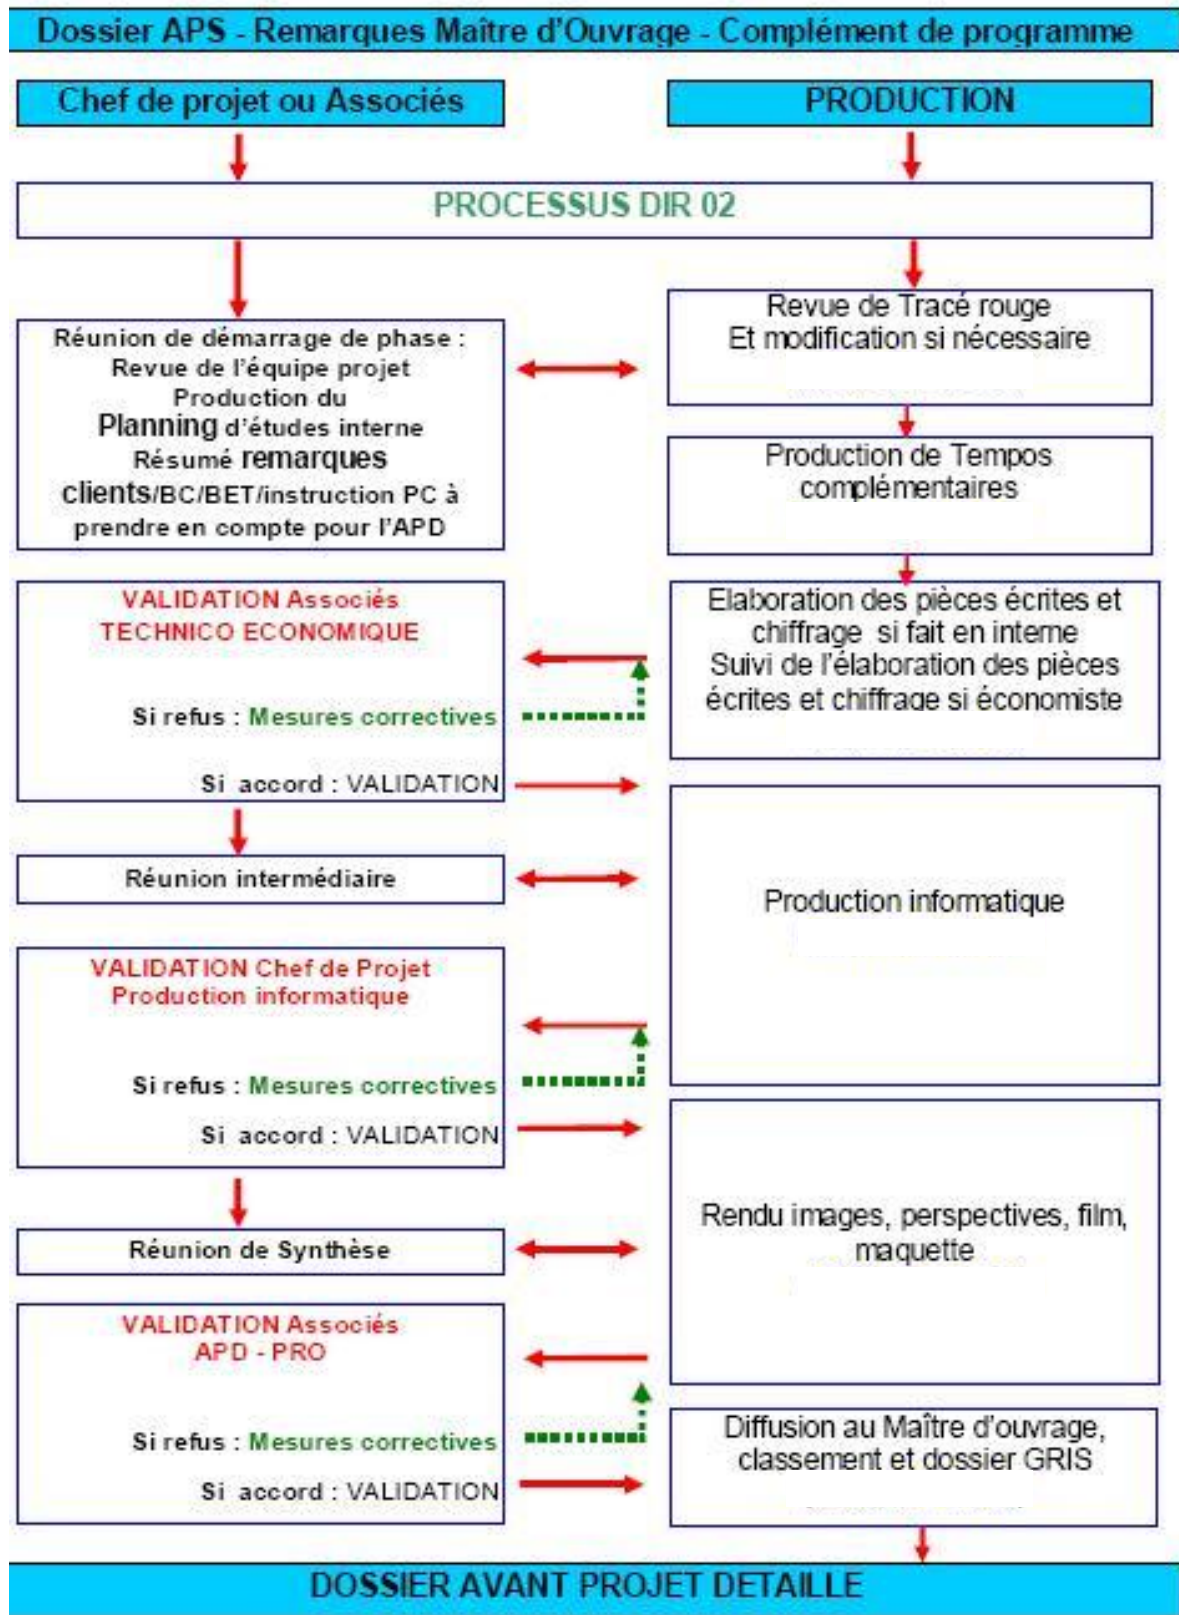 Dossier APS - Remarques Maître d'Ouvrage - Complément de programme
Chef de projet ou Associés
PRODUCTION
PROCESSUS DIR 02
Réunion de démarrage de phase :
Revue de l'équipe projet
Production du
Planning d'études interne
Résumé remarques
clients/BC/BET/instruction PC à
prendre en compte pour l'APD
Revue de Tracé rouge
Et modification si nécessaire
Production de Tempos
complémentaires
VALIDATION Associés
TECHNICO ECONOMIQUE
Si refus : Mesures correctives
Si accord : VALIDATION
Elaboration des pièces écrites et
chiffrage si fait en interne
Suivi de l'élaboration des pièces
écrites et chiffrage si économiste
Réunion intermédiaire
Production informatique
VALIDATION Chef de Projet
Production informatique
Si refus : Mesures correctives
Si accord : VALIDATION
Réunion de Synthèse
Rendu images, perspectives, film,
maquette
VALIDATION Associés
APD - PRO
Si refus : Mesures correctives
Si accord : VALIDATION
Diffusion au Maître d'ouvrage,
classement et dossier GRIS
DOSSIER AVANT PROJET DETAILLE